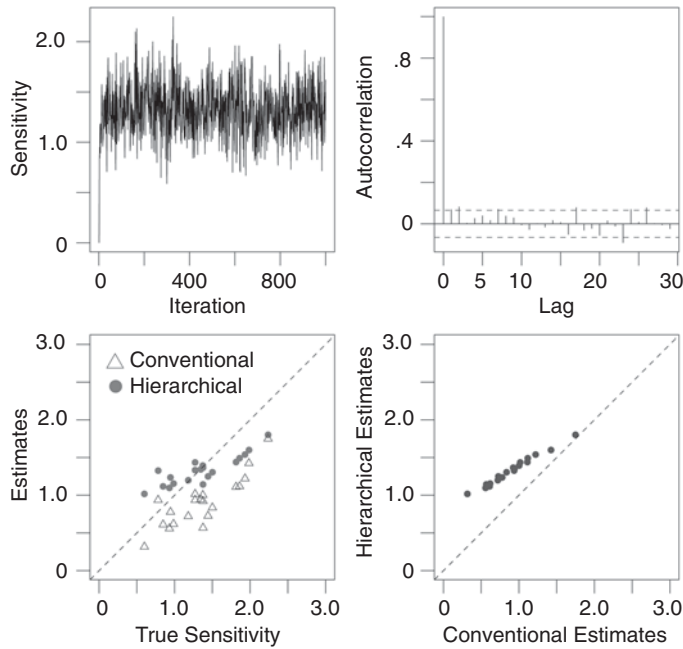 2.0
1.0
0
Sensitivity
0 400 800
Iteration
.8
.4
0
Autocorrelation
0 5 10 20 30
Lag
3.0
2.0
1.0
0
Estimates
Conventional
Hierarchical
0 1.0 2.0 3.0
True Sensitivity
3.0
2.0
1.0
0
Hierarchical Estimates
0 1.0 2.0 3.0
Conventional Estimates